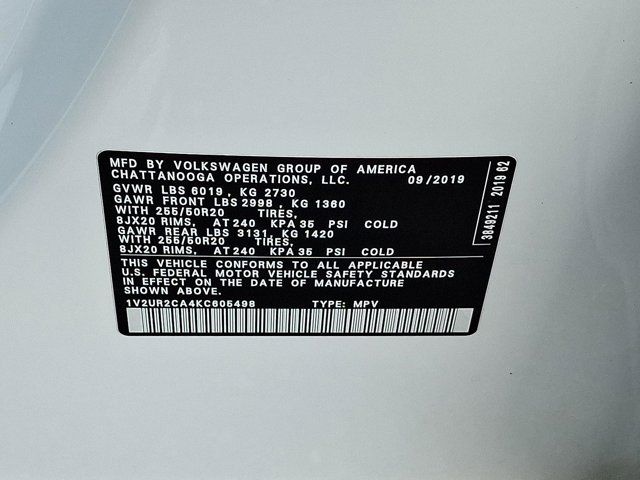 MFD BY VOLKSWAGEN GROUP OF AMERICA
CHATTANOOGA OPERATIONS, LLC. 09/2019
GVWR LBS 6019, KG 2730
GAWR FRONT LBS 2998, KG 1360
WITH 255/50R20 TIRES,
8JX20 RIMS, AT 240 KPA 35 PSI COLD
GAWR REAR LBS 3131, KG 1420
WITH 255/50R20 TIRES,
8JX20 RIMS, AT 240 KPA 35 PSI COLD
THIS VEHICLE CONFORMS TO ALL APPLICABLE
U.S. FEDERAL MOTOR VEHICLE SAFETY STANDARDS
IN EFFECT ON THE DATE OF MANUFACTURE
SHOWN ABOVE.
1V2UR2CA4KC605498 TYPE: MPV
3849211 2019 62